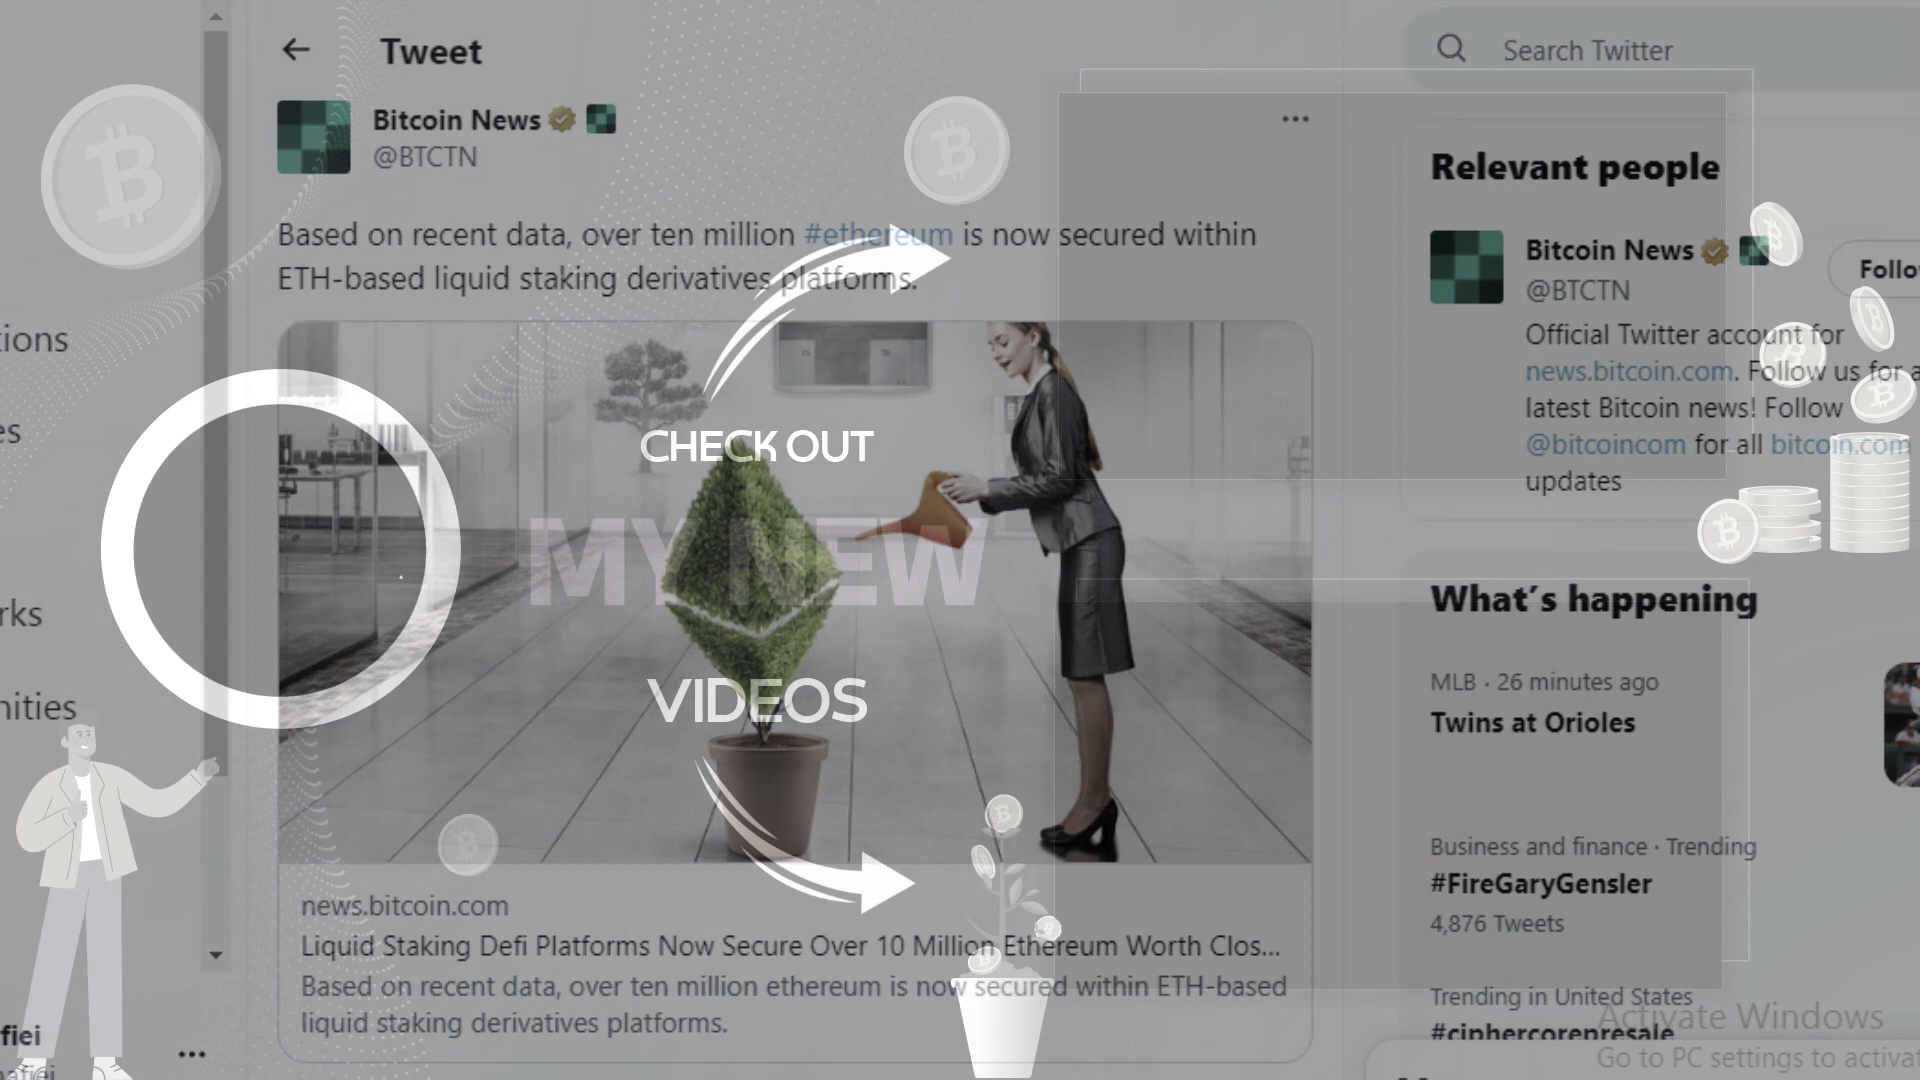 Tweet
Search Twitter
Bitcoin News
@BTCTN
Based on recent data, over ten million #ethereum is now secured within
ETH-based liquid staking derivatives platforms.
CHECK OUT
MY NEW
VIDEOS
news.bitcoin.com
Liquid Staking Defi Platforms Now Secure Over 10 Million Ethereum Worth Clos...
Based on recent data, over ten million ethereum is now secured within ETH-based
liquid staking derivatives platforms.
Relevant people
Bitcoin News
@BTCTN
Follo
Official Twitter account for
news.bitcoin.com. Follow us for a
latest Bitcoin news! Follow
@bitcoincom for all bitcoin.com
updates
What's happening
MLB · 26 minutes ago
Twins at Orioles
Business and finance · Trending
#FireGaryGensler
4,876 Tweets
Trending in United States
#ciphercorepresale
Activate Windows
Go to PC settings to activat
ions
es
rks
nities
fiei